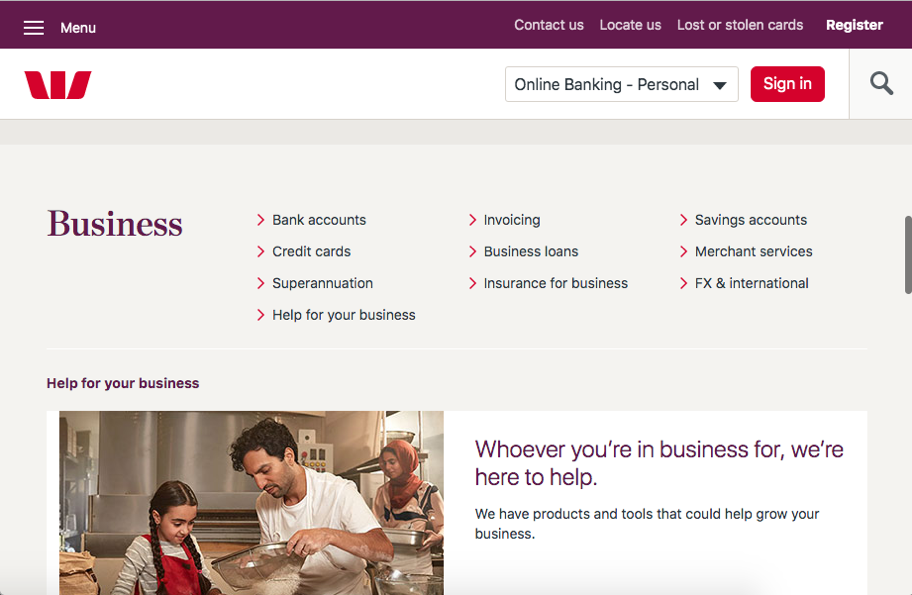 Menu
Contact us
Locate us
Lost or stolen cards
Register
Online Banking - Personal
Sign in
Business
Bank accounts
Invoicing
Savings accounts
Credit cards
Business loans
Merchant services
Superannuation
Insurance for business
FX & international
Help for your business
Help for your business
Whoever you’re in business for, we’re
here to help.
We have products and tools that could help grow your
business.